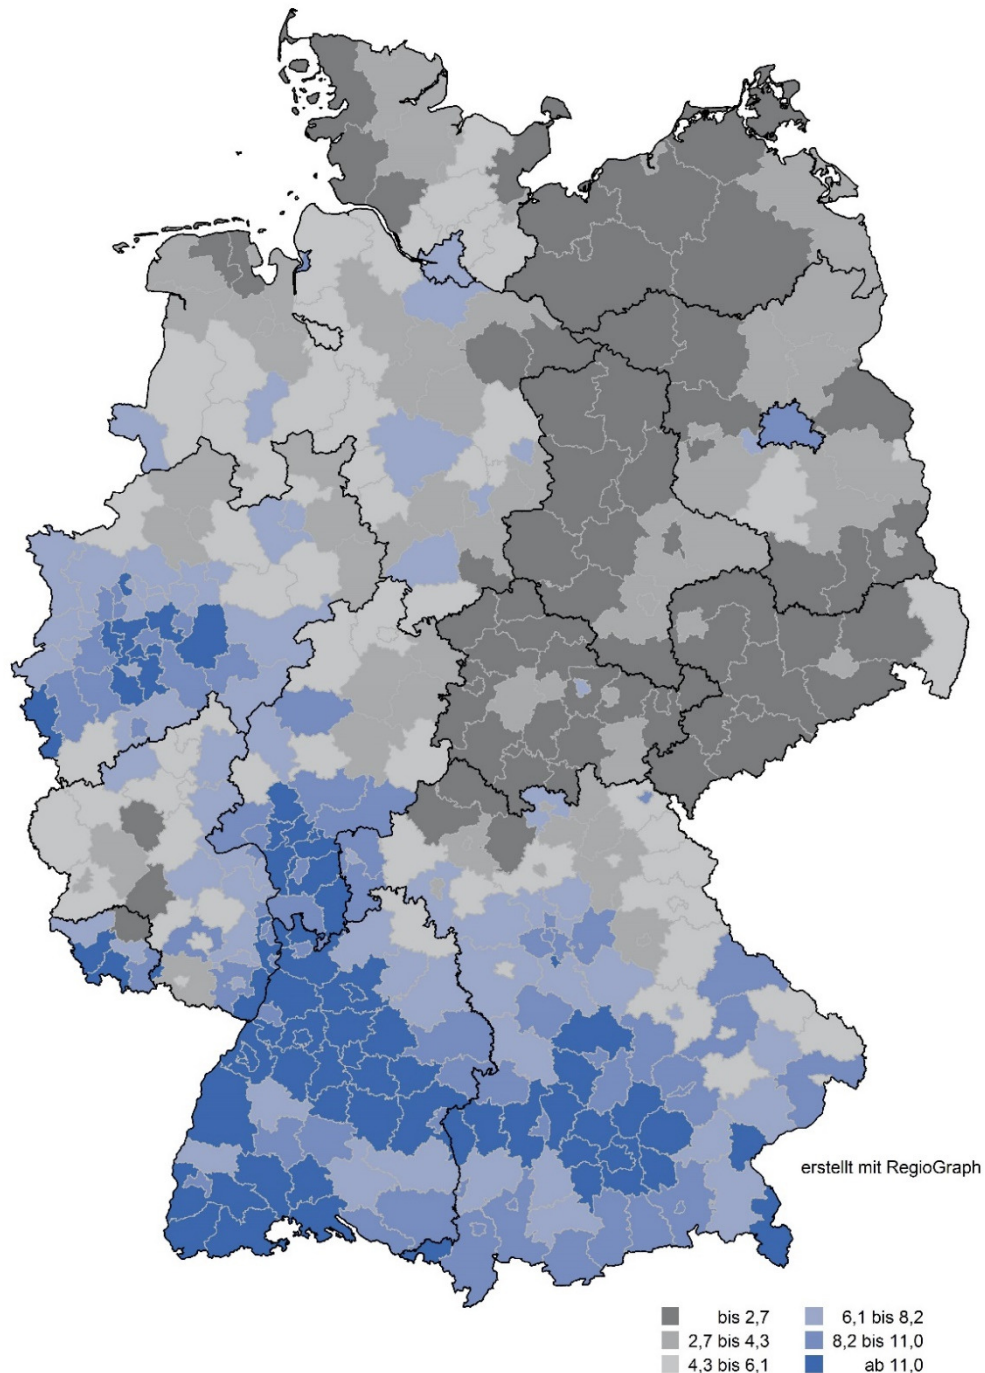 erstellt mit RegioGraph
bis 2,7
6,1 bis 8,2
2,7 bis 4,3
8,2 bis 11,0
4,3 bis 6,1
ab 11,0